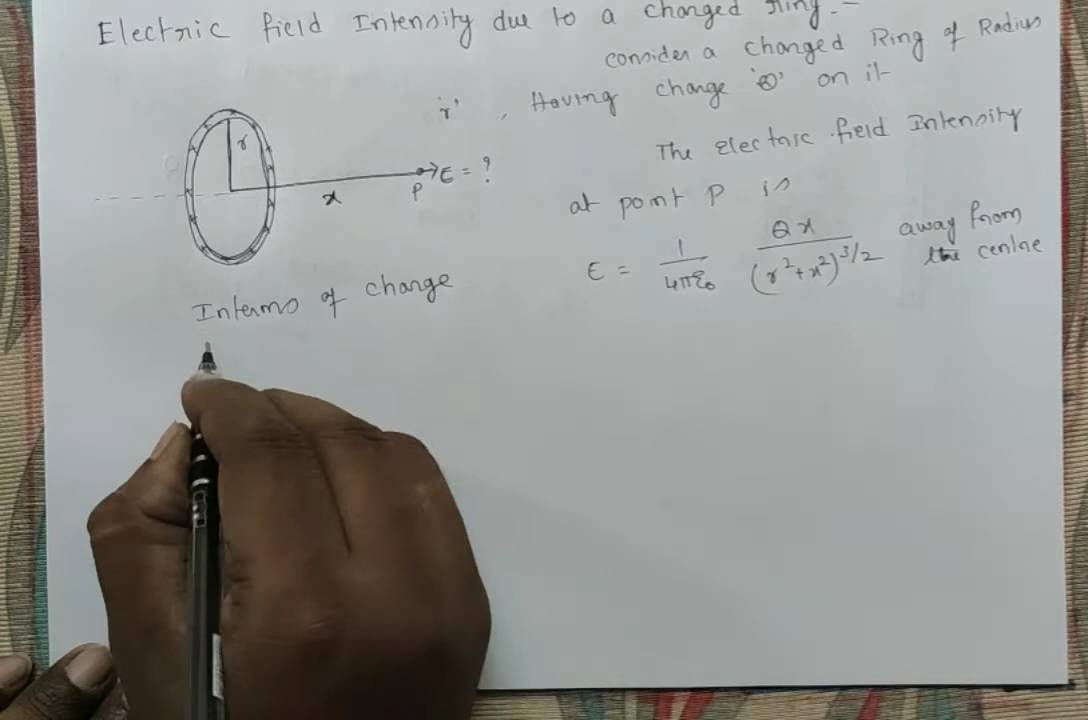 Electric field Intensity due to a charged Ring:-
consider a charged Ring of Radius
'r', Having charge 'Q' on it
The Electric field Intensity
at point P is
E = 1/4πε₀ Qx/(r²+x²)^3/2 away from
the centre
r
x
P
E = ?
Interms of charge